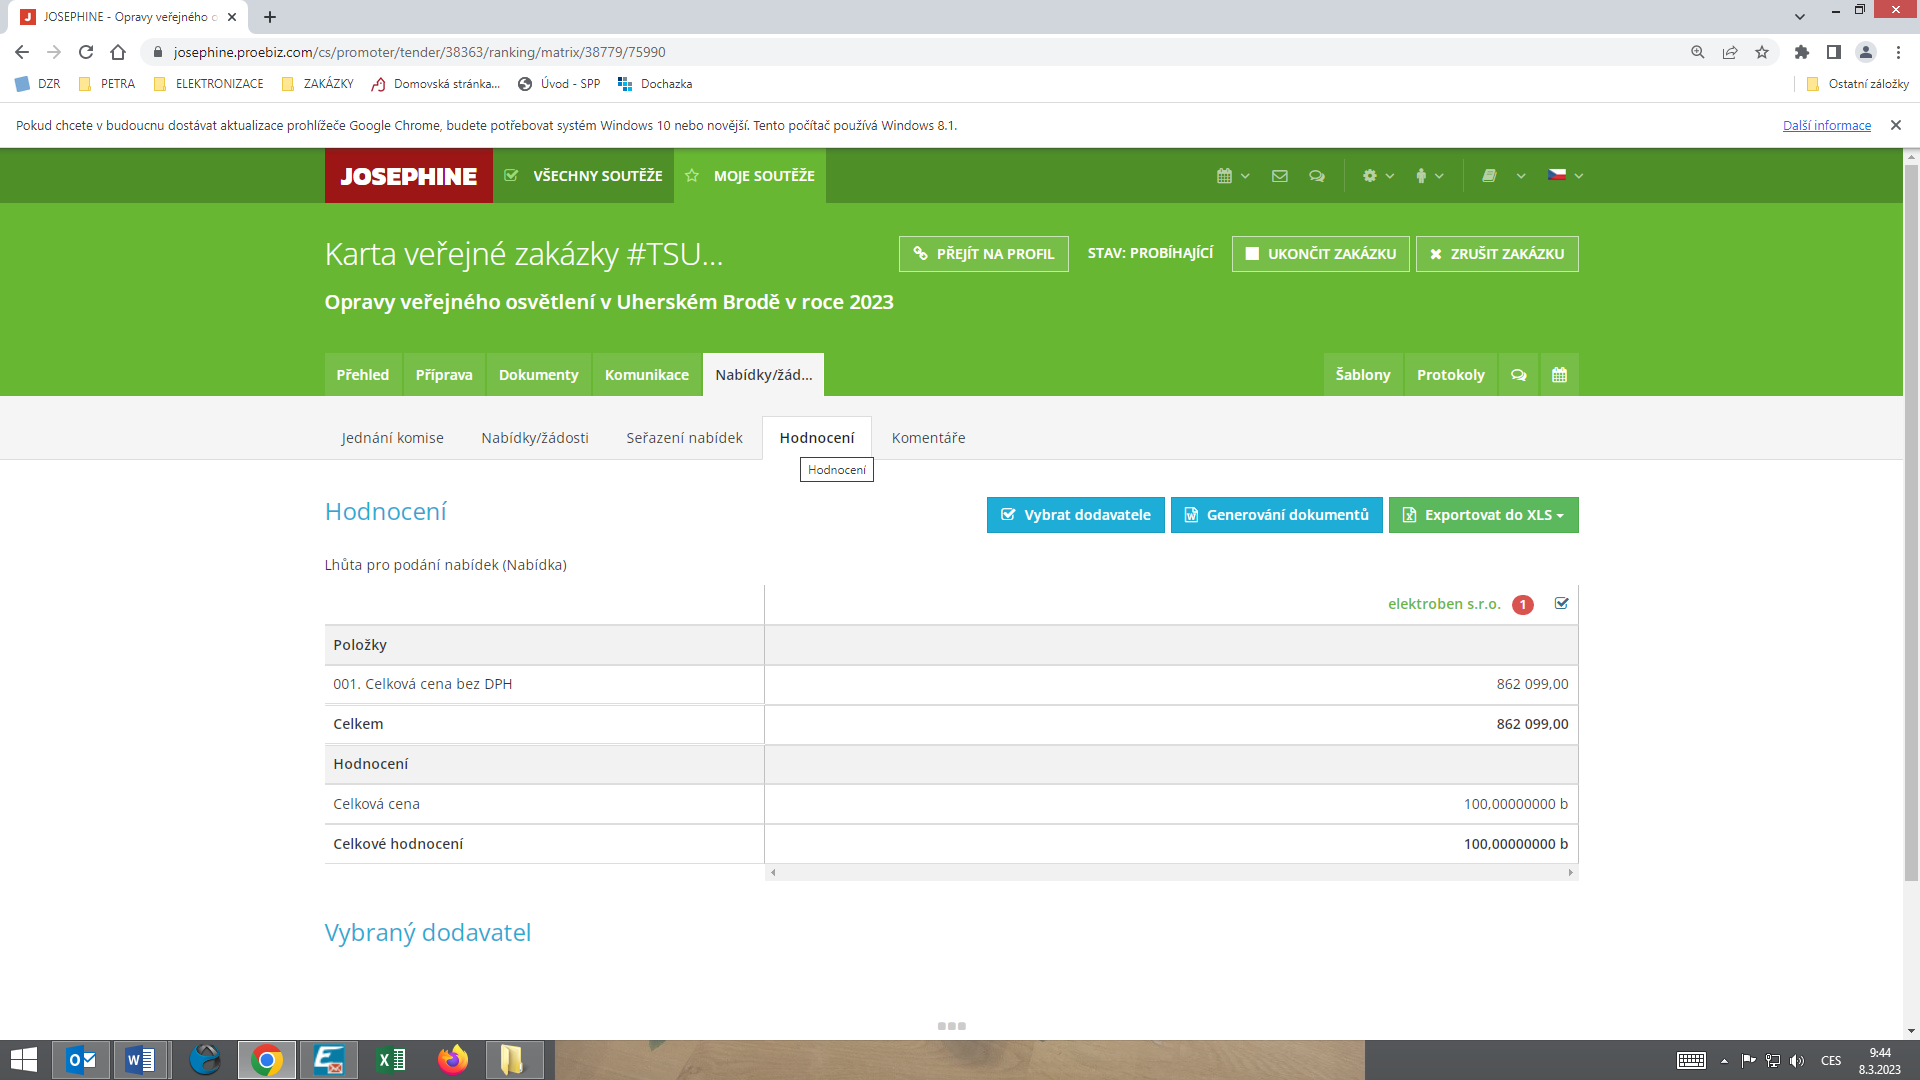 JOSEPHINE - Opravy veřejného o
josephine.proebiz.com/cs/promoter/tender/38363/ranking/matrix/38779/75990
DZR PETRA ELEKTRONIZACE ZAKÁZKY Domovská stránka... Úvod - SPP Dochazka Ostatní záložky
Pokud chcete v budoucnu dostávat aktualizace prohlížeče Google Chrome, budete potřebovat systém Windows 10 nebo novější. Tento počítač používá Windows 8.1. Další informace
JOSEPHINE VŠECHNY SOUTĚŽE MOJE SOUTĚŽE
Karta veřejné zakázky #TSU... PŘEJÍT NA PROFIL STAV: PROBÍHAJÍCÍ UKONČIT ZAKÁZKU ZRUŠIT ZAKÁZKU
Opravy veřejného osvětlení v Uherském Brodě v roce 2023
Přehled Příprava Dokumenty Komunikace Nabídky/žád... Šablony Protokoly
Jednání komise Nabídky/žádosti Seřazení nabídek Hodnocení Komentáře
Hodnocení
Hodnocení Vybrat dodavatele Generování dokumentů Exportovat do XLS
Lhůta pro podání nabídek (Nabídka)
elektroben s.r.o. 1
Položky
001. Celková cena bez DPH 862 099,00
Celkem 862 099,00
Hodnocení
Celková cena 100,00000000 b
Celkové hodnocení 100,00000000 b
Vybraný dodavatel
CES 9:44
8.3.2023